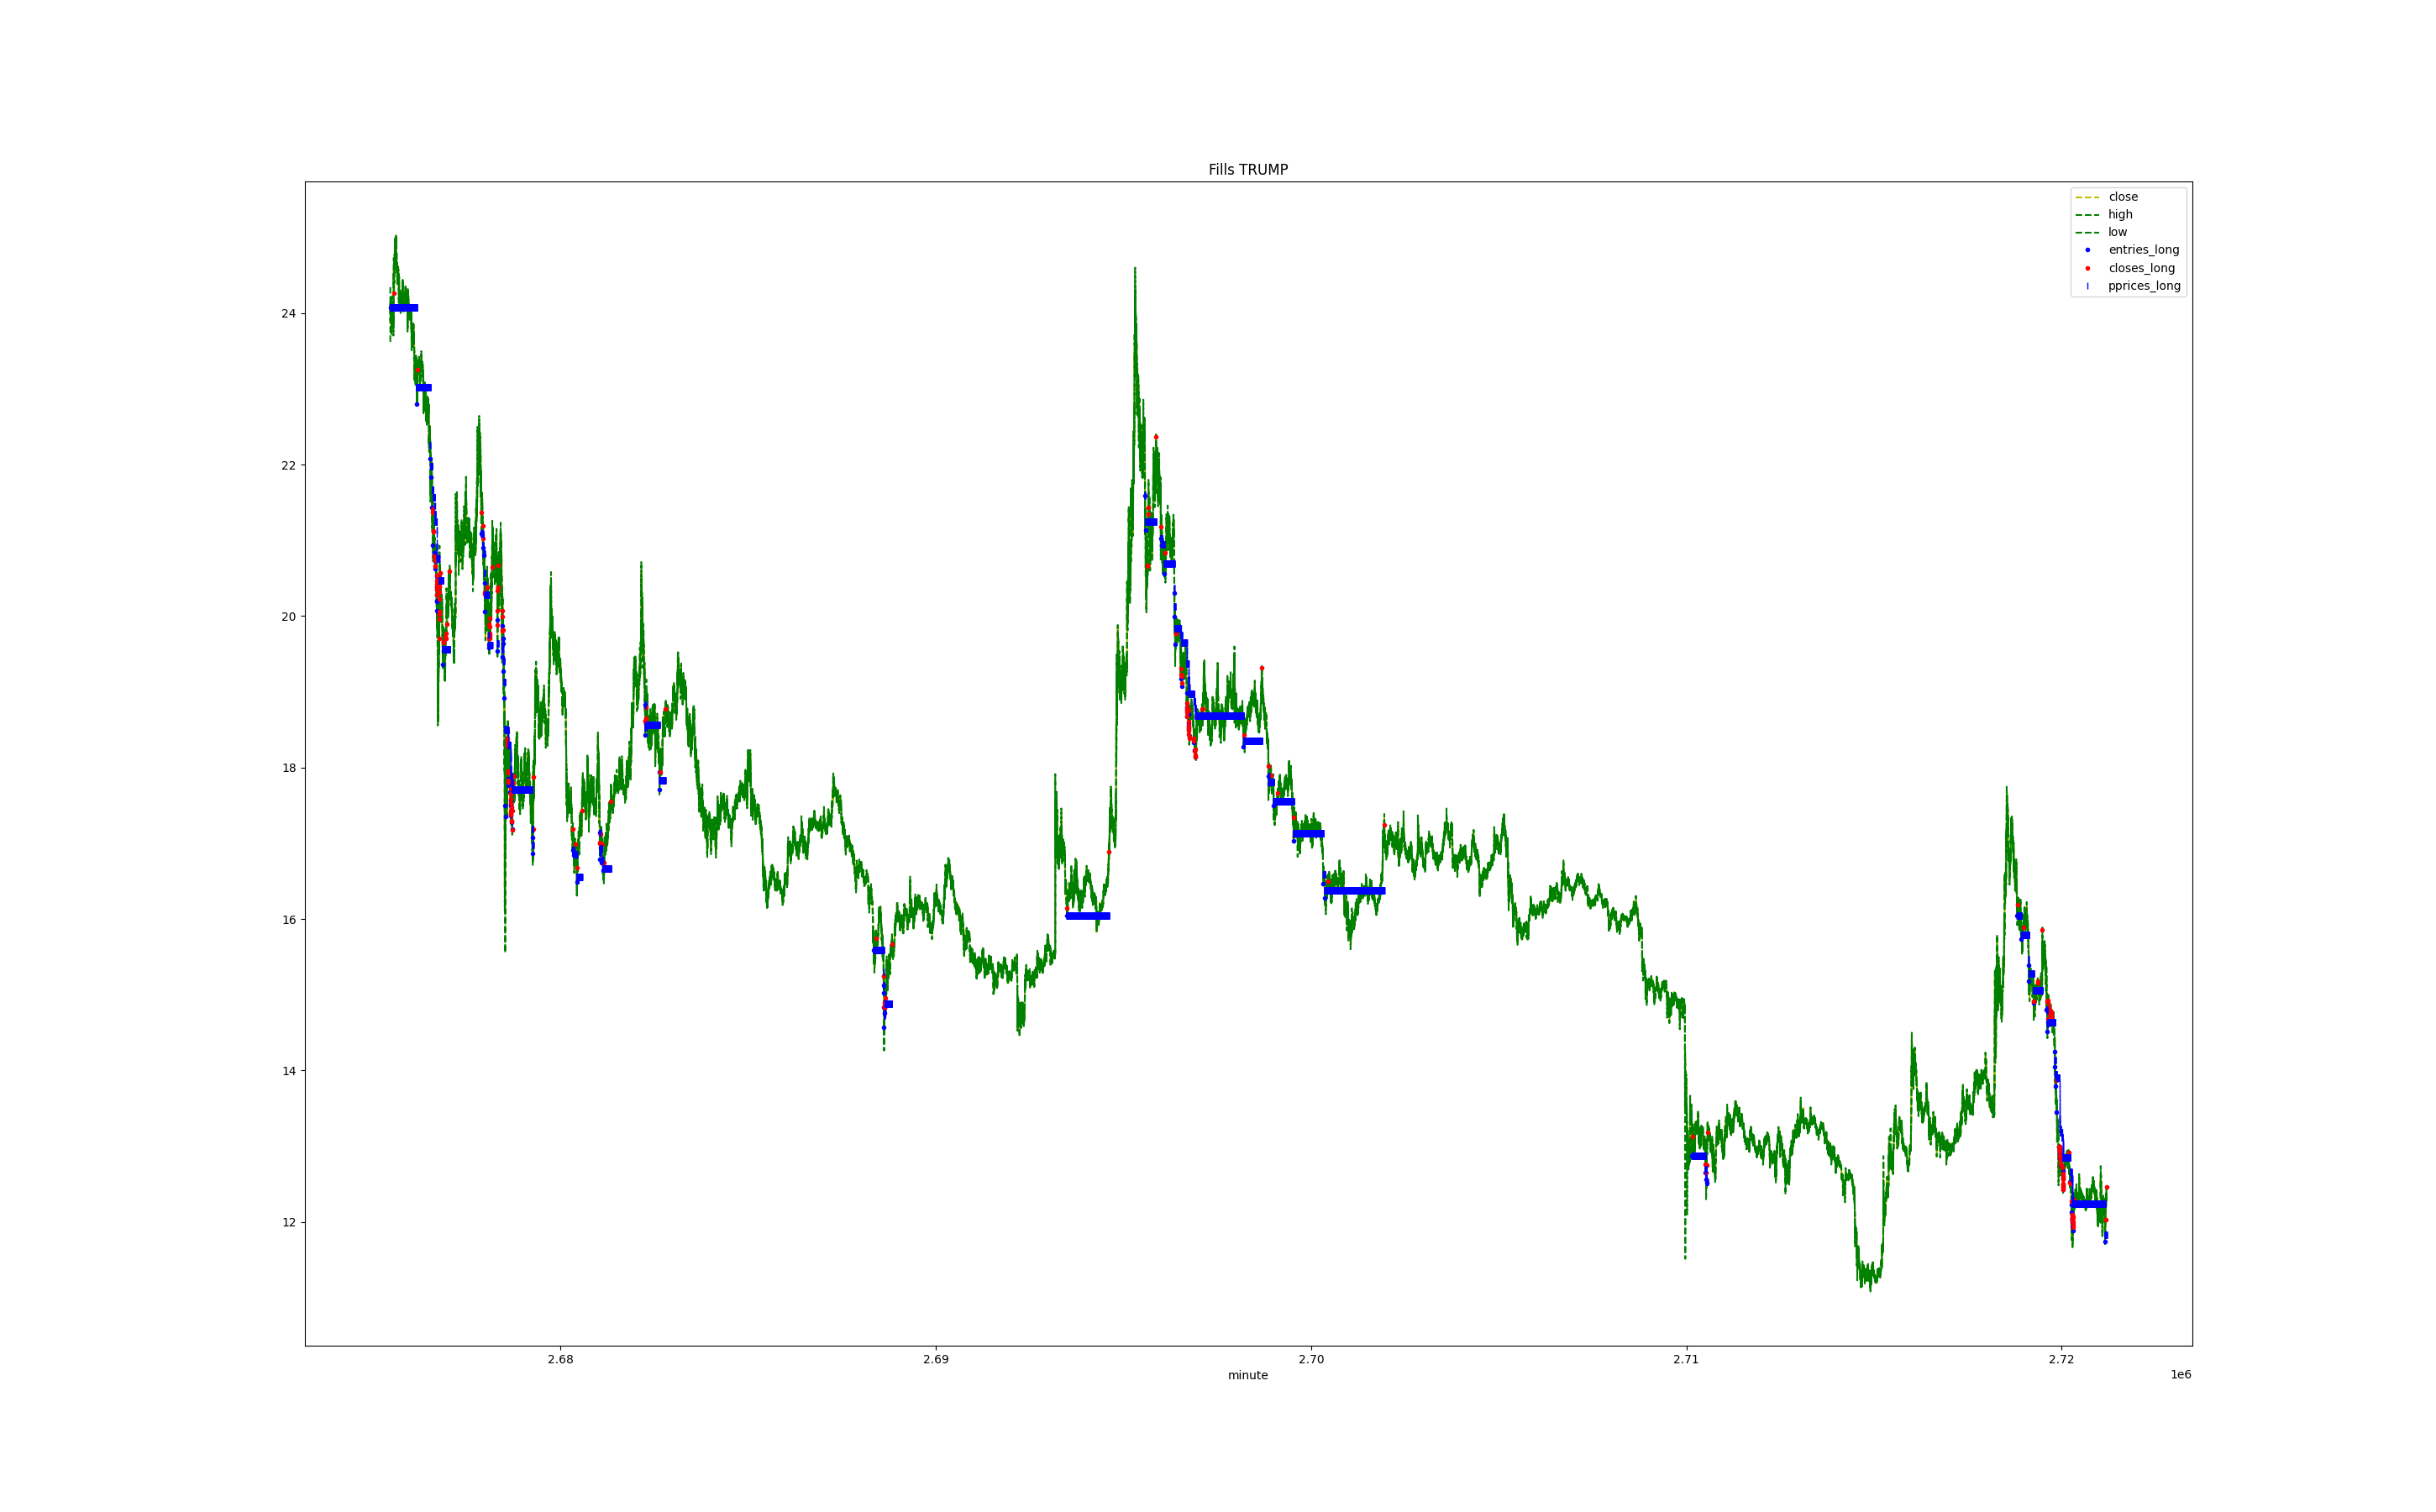 Fills TRUMP
close
high
low
entries_long
closes_long
pprices_long
24
22
20
18
16
14
12
2.68 2.69 2.70 2.71 2.72
minute
1e6